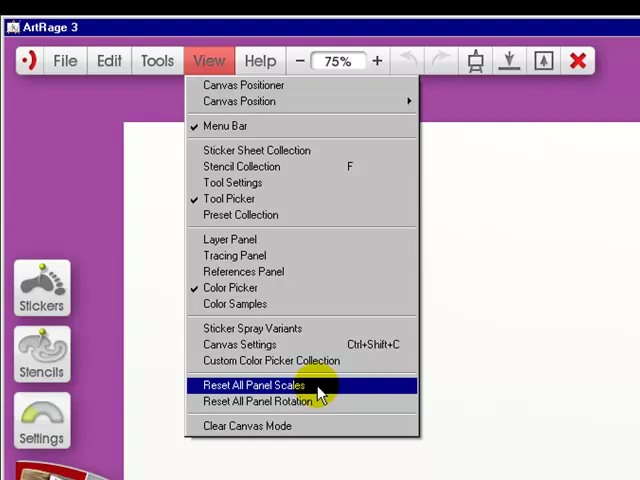 ArtRage 3
File Edit Tools View Help − 75% +
Canvas Positioner
Canvas Position
Menu Bar
Sticker Sheet Collection
Stencil Collection F
Tool Settings
Tool Picker
Preset Collection
Layer Panel
Tracing Panel
References Panel
Color Picker
Color Samples
Sticker Spray Variants
Canvas Settings Ctrl+Shift+C
Custom Color Picker Collection
Reset All Panel Scales
Reset All Panel Rotation
Clear Canvas Mode
Stickers
Stencils
Settings